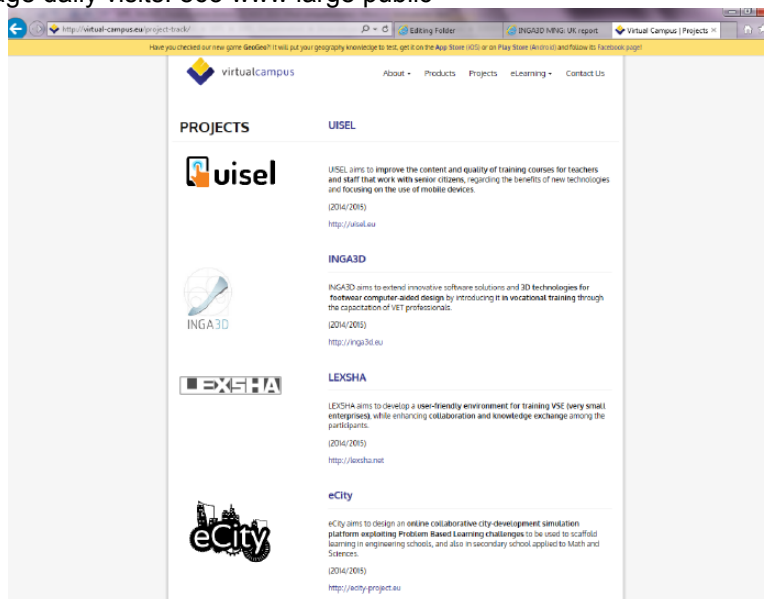 age daily visits. See www large public
http://virtual-campus.eu/project-track/
Editing Folder
INGA3D MNG: UK report
Virtual Campus | Projects
Have you checked our new game GeoGeo?! It will put your geography knowledge to test, get it on the App Store (iOS) or on Play Store (Android) and follow its Facebook page!
virtualcampus
About
Products
Projects
eLearning
Contact Us
PROJECTS
UISEL
uisel
UISEL aims to improve the content and quality of training courses for teachers
and staff that work with senior citizens, regarding the benefits of new technologies
and focusing on the use of mobile devices.
(2014/2015)
http://uisel.eu
INGA3D
INGA3D
INGA3D aims to extend innovative software solutions and 3D technologies for
footwear computer-aided design by introducing it in vocational training through
the capacitation of VET professionals.
(2014/2015)
http://inga3d.eu
LEXSHA
LEXSHA
LEXSHA aims to develop a user-friendly environment for training VSE (very small
enterprises), while enhancing collaboration and knowledge exchange among the
participants.
(2014/2015)
http://lexsha.net
eCity
eCity
eCity aims to design an online collaborative city-development simulation
platform exploiting Problem Based Learning challenges to be used to scaffold
learning in engineering schools, and also in secondary school applied to Math and
Sciences.
(2014/2015)
http://ecity-project.eu